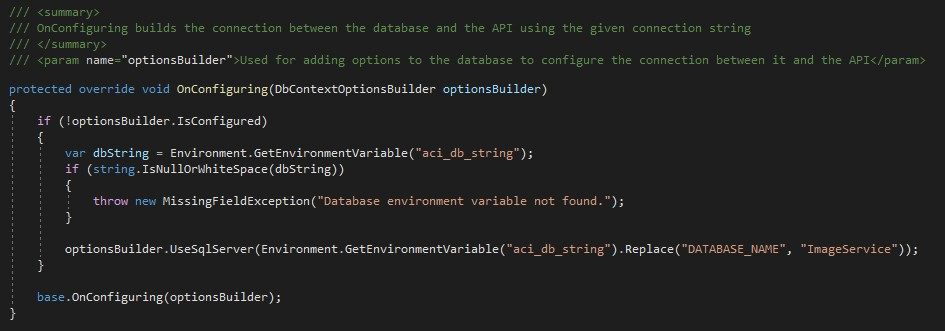 /// <summary>
/// OnConfiguring builds the connection between the database and the API using the given connection string
/// </summary>
/// <param name="optionsBuilder">Used for adding options to the database to configure the connection between it and the API</param>
protected override void OnConfiguring(DbContextOptionsBuilder optionsBuilder)
{
if (!optionsBuilder.IsConfigured)
{
var dbString = Environment.GetEnvironmentVariable("aci_db_string");
if (string.IsNullOrWhiteSpace(dbString))
{
throw new MissingFieldException("Database environment variable not found.");
}
optionsBuilder.UseSqlServer(Environment.GetEnvironmentVariable("aci_db_string").Replace("DATABASE_NAME", "ImageService"));
}
base.OnConfiguring(optionsBuilder);
}